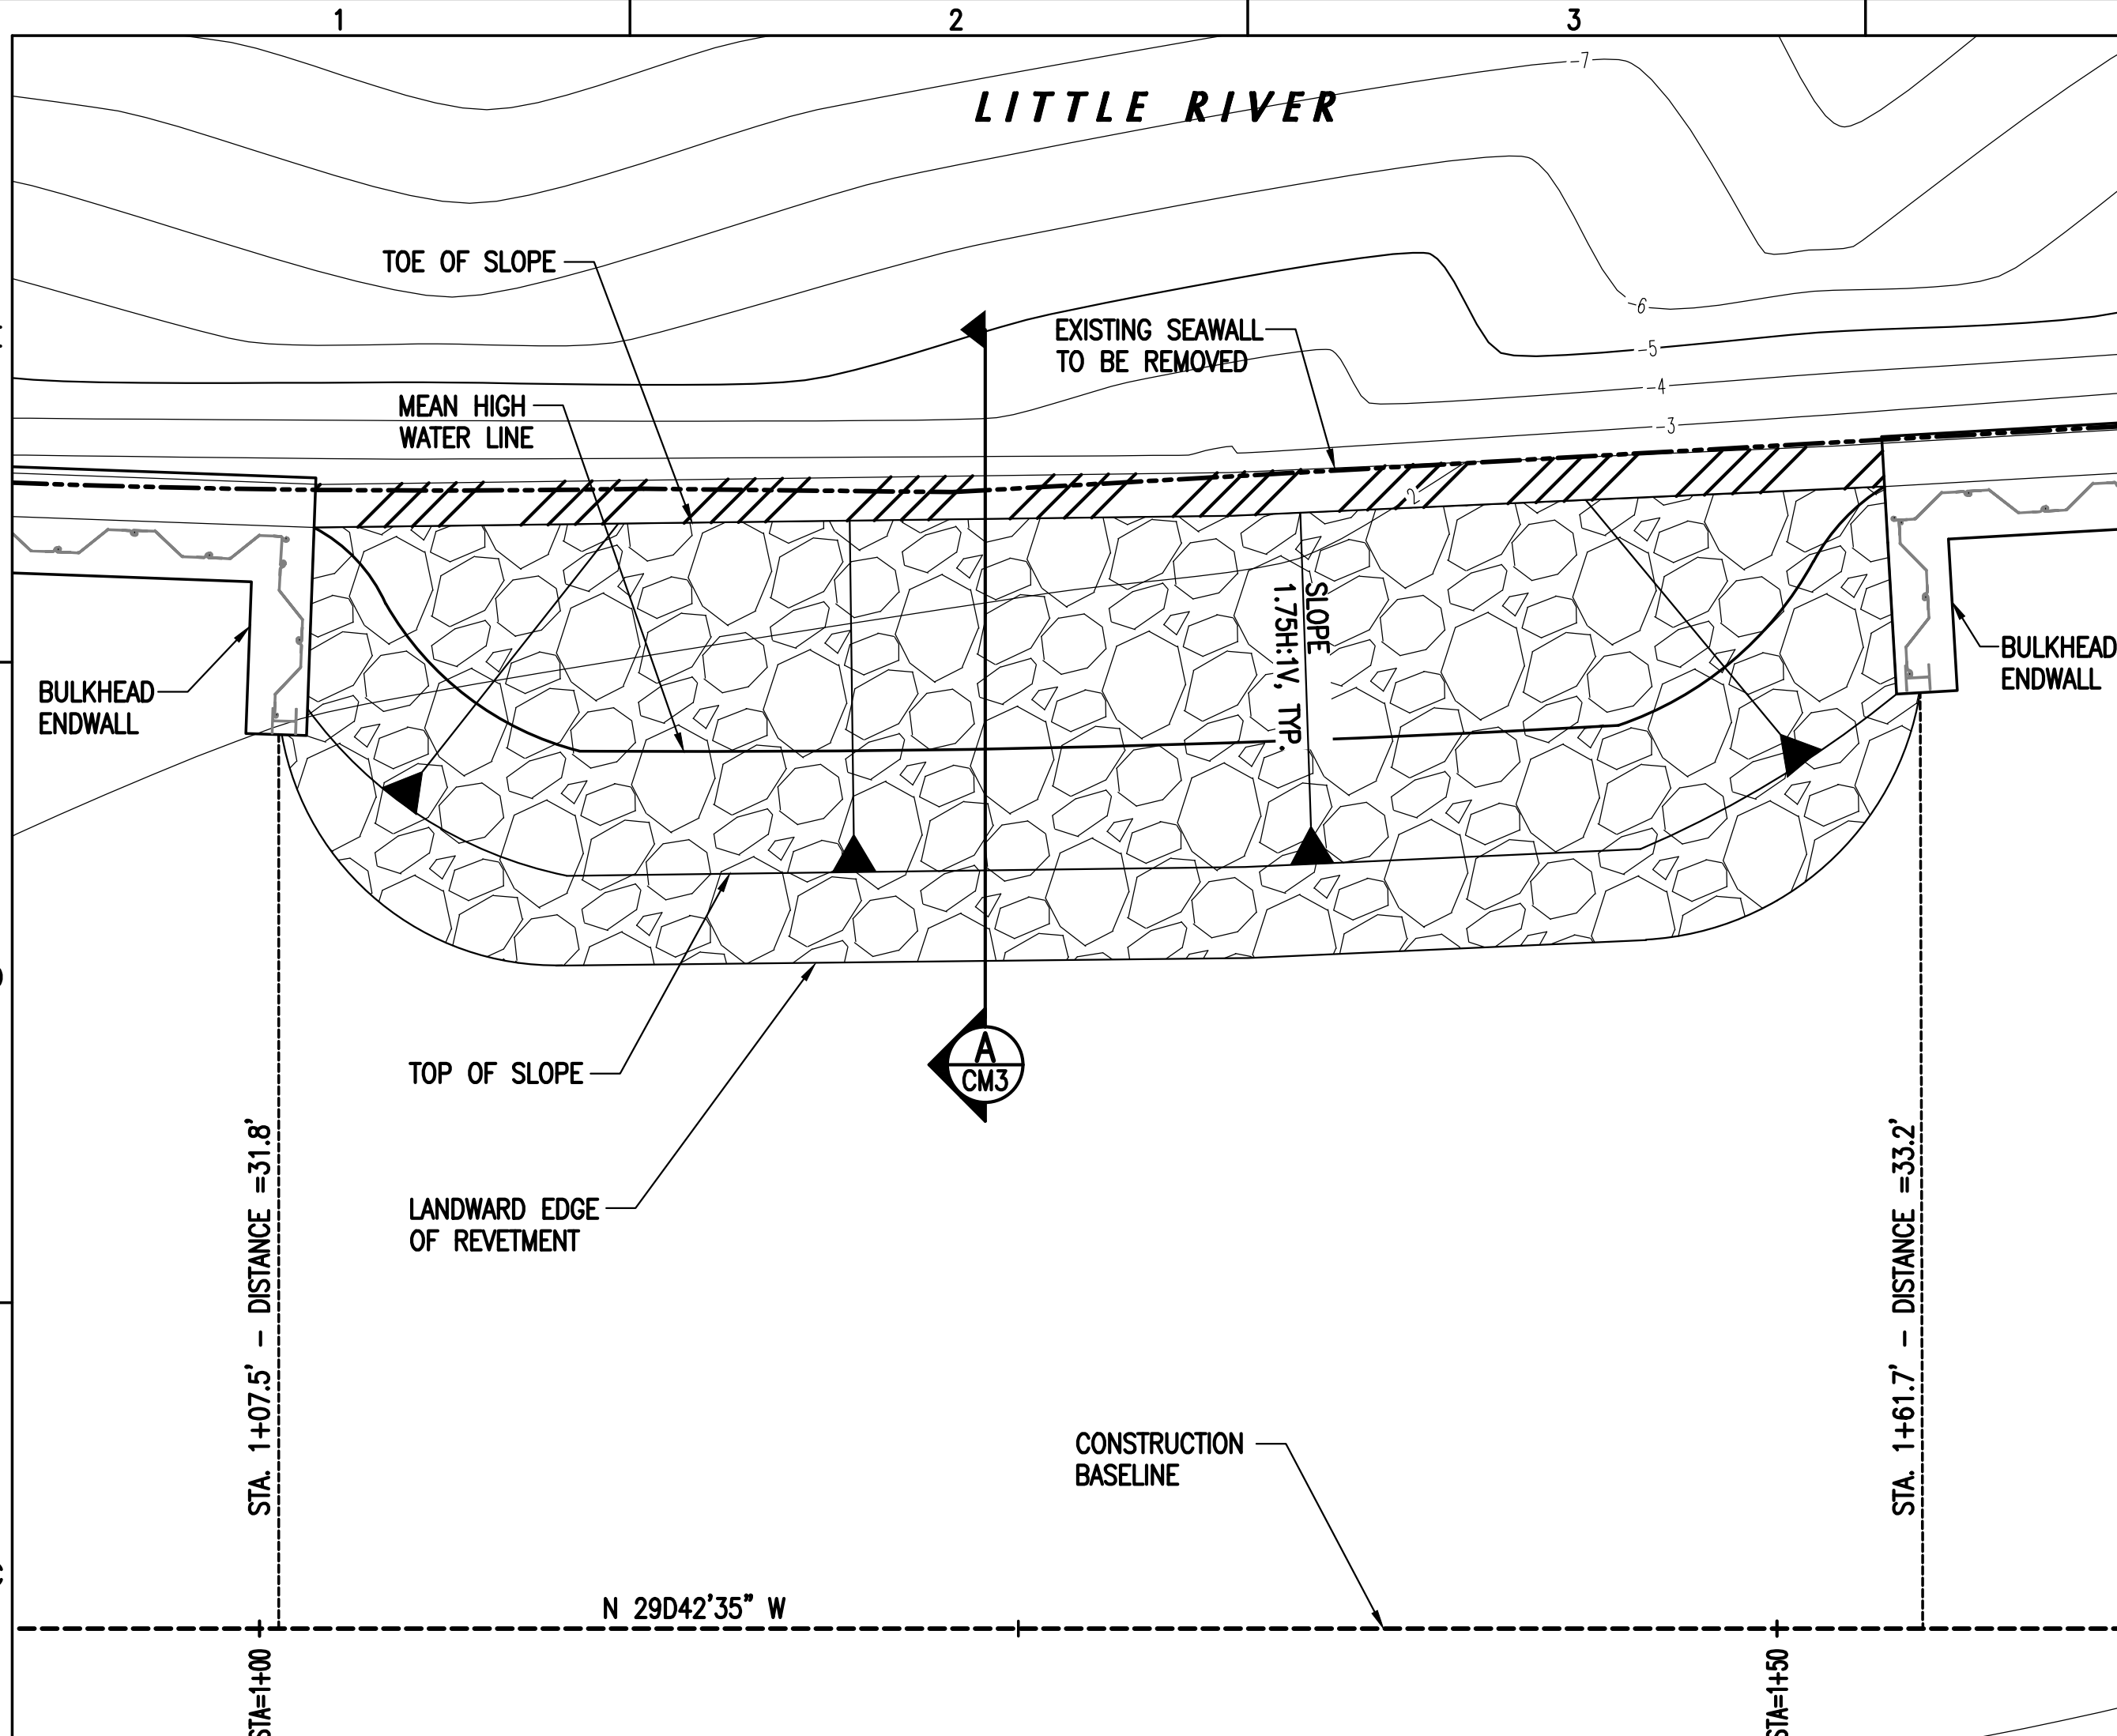 1
2
3
-7
LITTLE RIVER
TOE OF SLOPE
-6
EXISTING SEAWALL
TO BE REMOVED
-5
-4
MEAN HIGH
WATER LINE
-3
2
SLOPE
1.75H:1V, TYP.
BULKHEAD
ENDWALL
BULKHEAD
ENDWALL
A
CM3
TOP OF SLOPE
LANDWARD EDGE
OF REVETMENT
STA. 1+07.5' - DISTANCE =31.8'
STA. 1+61.7' - DISTANCE =33.2'
CONSTRUCTION
BASELINE
N 29D42'35" W
STA=1+00
STA=1+50